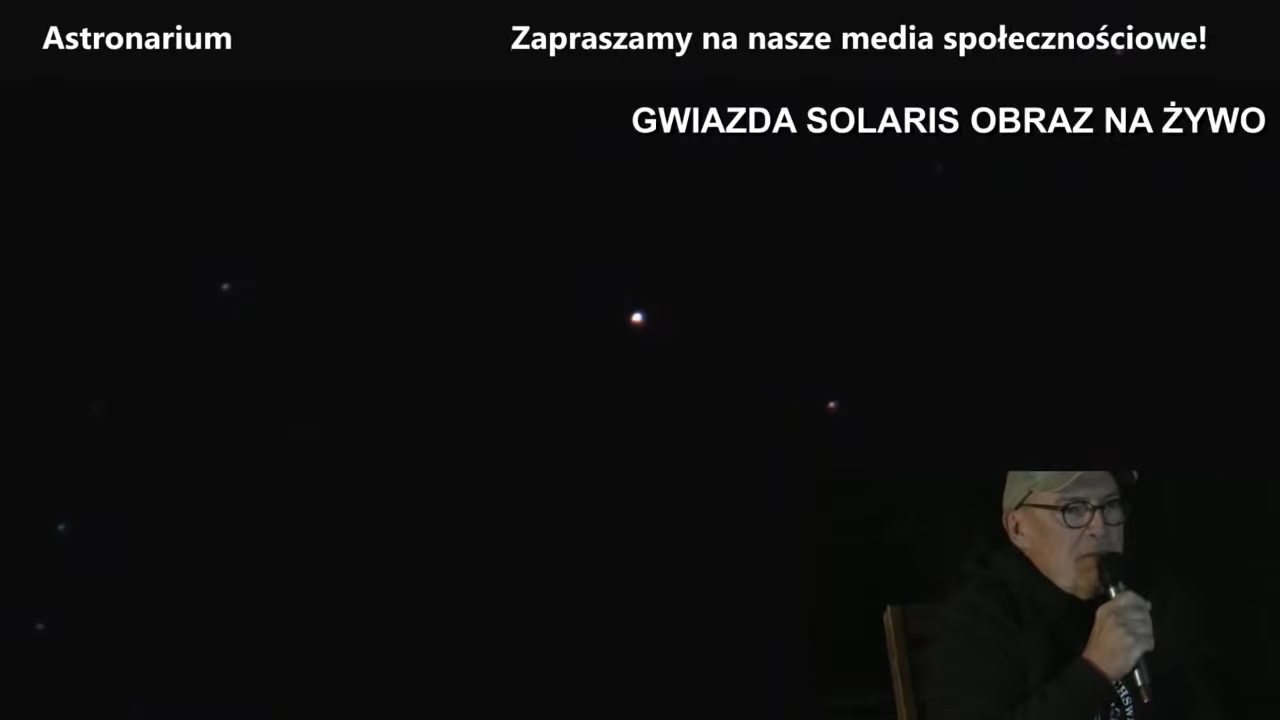 Astronarium
Zapraszamy na nasze media społecznościowe!
GWIAZDA SOLARIS OBRAZ NA ŻYWO